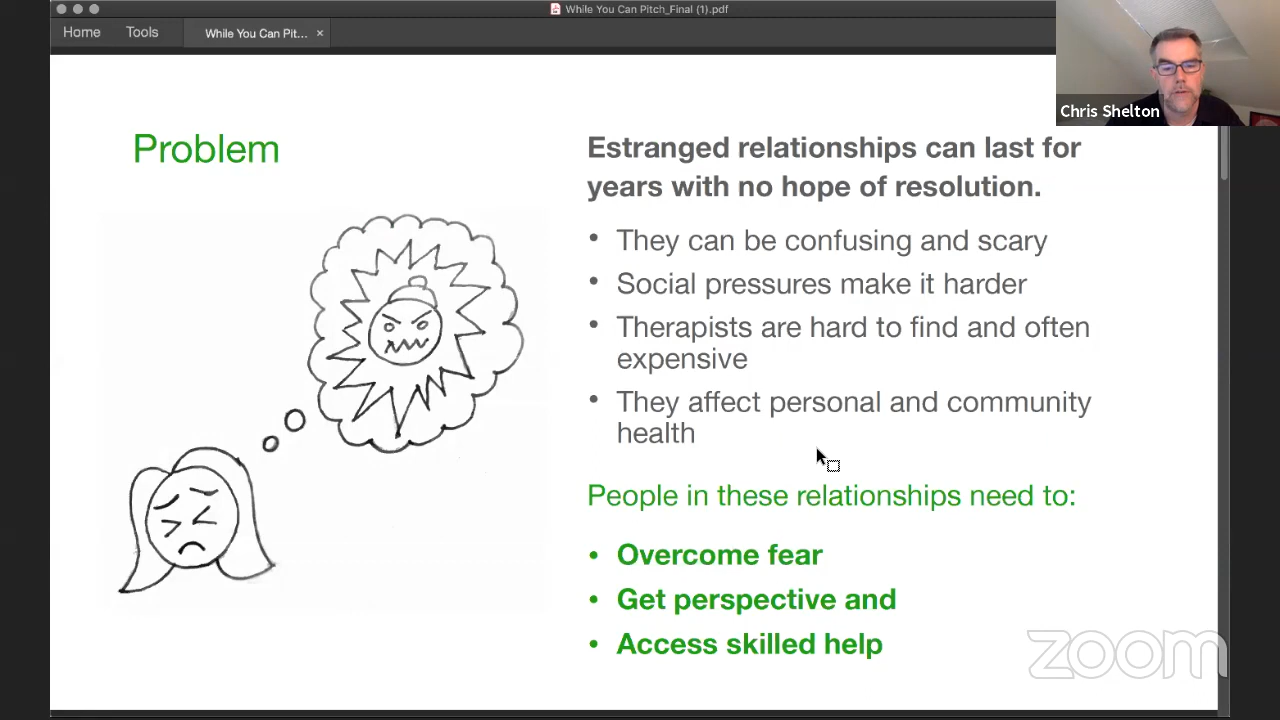 While You Can Pitch_Final (1).pdf
Home Tools While You Can Pit... ×
Chris Shelton
Problem
Estranged relationships can last for
years with no hope of resolution.
• They can be confusing and scary
• Social pressures make it harder
• Therapists are hard to find and often
expensive
• They affect personal and community
health
People in these relationships need to:
• Overcome fear
• Get perspective and
• Access skilled help
zoom